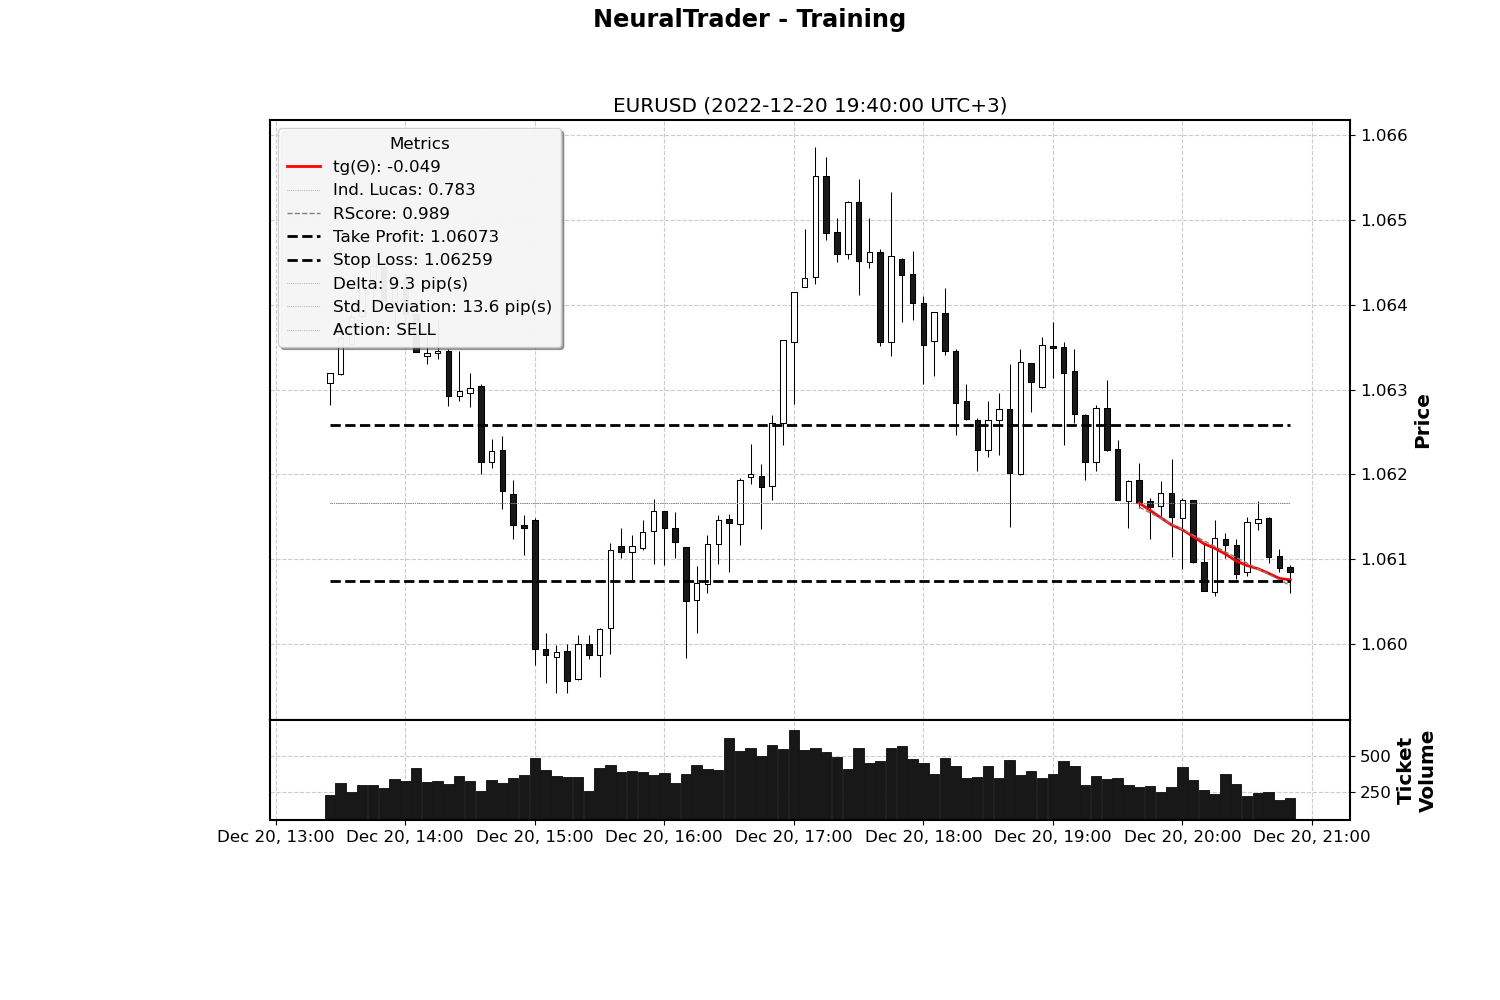 NeuralTrader - Training
EURUSD (2022-12-20 19:40:00 UTC+3)
Metrics
tg(Θ): -0.049
Ind. Lucas: 0.783
RScore: 0.989
Take Profit: 1.06073
Stop Loss: 1.06259
Delta: 9.3 pip(s)
Std. Deviation: 13.6 pip(s)
Action: SELL
1.066
1.065
1.064
1.063
1.062
1.061
1.060
Price
500
250
Ticket
Volume
Dec 20, 13:00 Dec 20, 14:00 Dec 20, 15:00 Dec 20, 16:00 Dec 20, 17:00 Dec 20, 18:00 Dec 20, 19:00 Dec 20, 20:00 Dec 20, 21:00